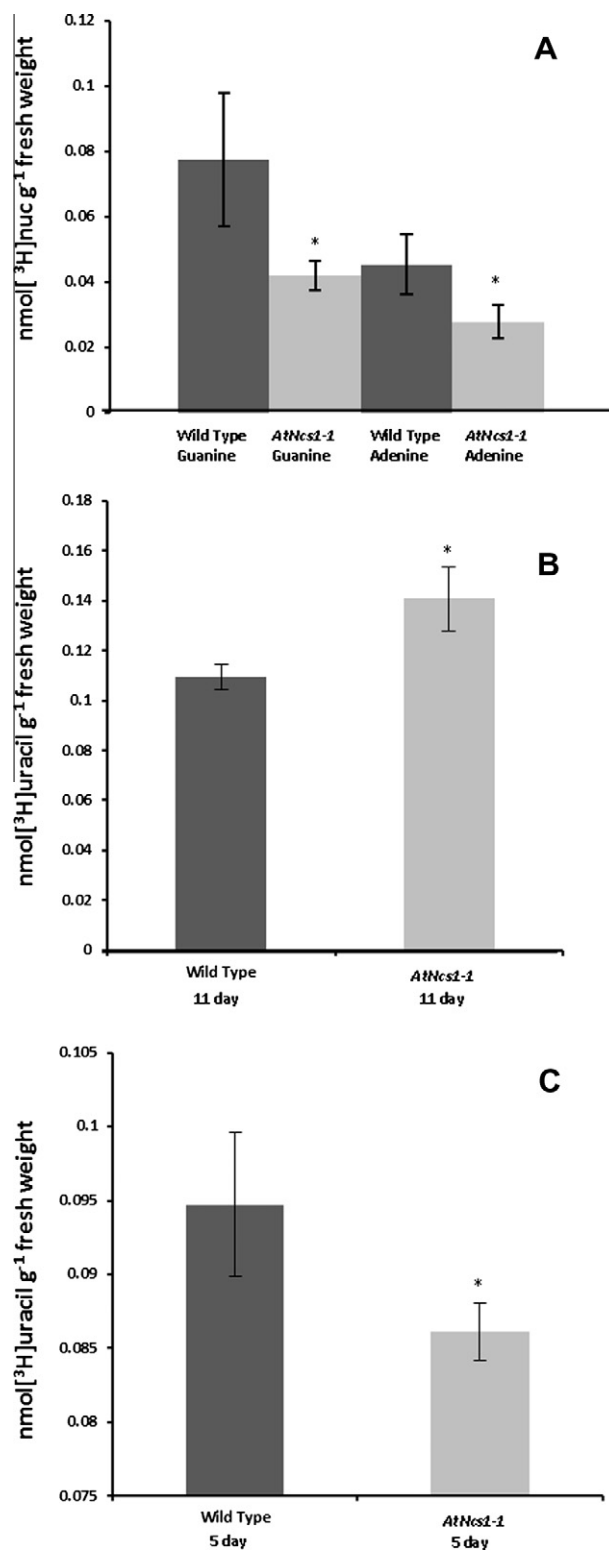 A
nmol[³H]nuc g⁻¹ fresh weight
0.12
0.1
0.08
0.06
0.04
0.02
0
*
*
Wild Type Guanine
AtNcs1-1 Guanine
Wild Type Adenine
AtNcs1-1 Adenine
B
nmol[³H]uracil g⁻¹ fresh weight
0.18
0.16
0.14
0.12
0.1
0.08
0.06
0.04
0.02
0
*
Wild Type
11 day
AtNcs1-1
11 day
C
nmol[³H]uracil g⁻¹ fresh weight
0.105
0.1
0.095
0.09
0.085
0.08
0.075
*
Wild Type
5 day
AtNcs1-1
5 day